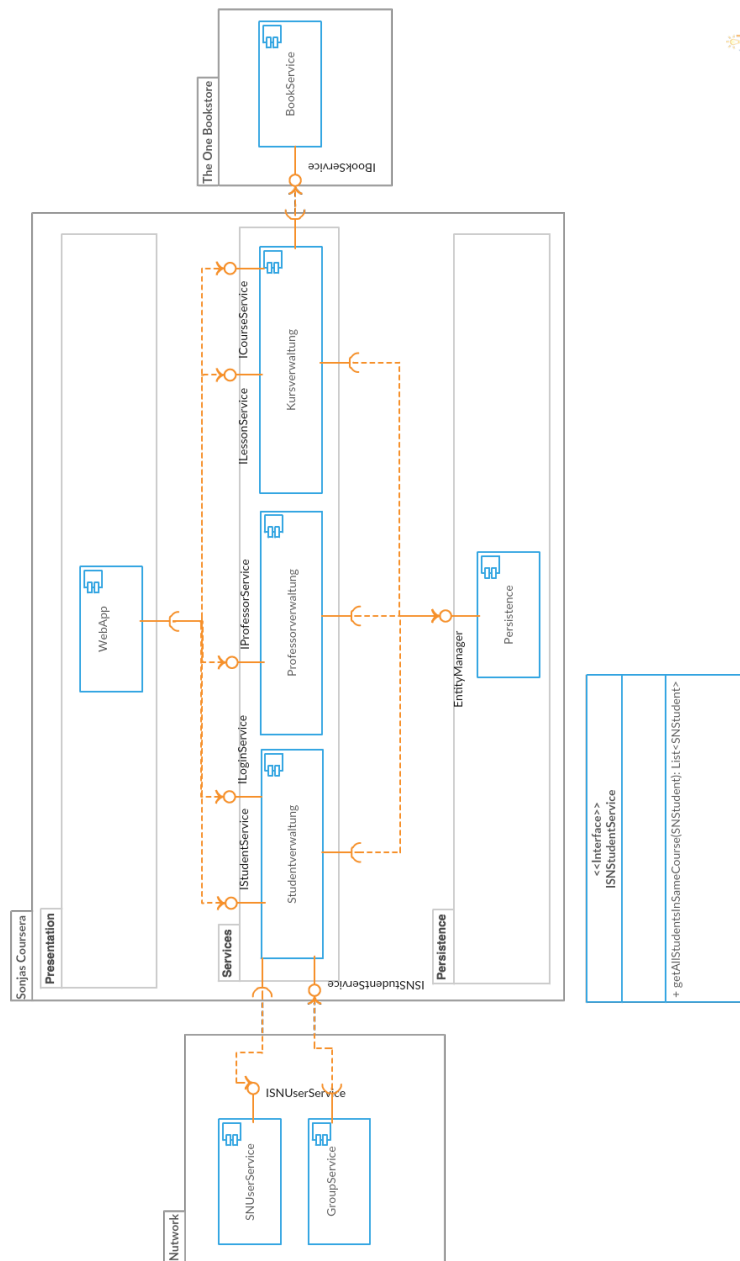 Sonjas Coursera
Presentation
WebApp
Services
IStudentService
ILoginService
IProfessorService
ILessonService
ICourseService
Studentverwaltung
Professorverwaltung
Kursverwaltung
Persistence
EntityManager
Persistence
The One Bookstore
BookService
IBookService
Nutwork
SNUserService
GroupService
ISNUserService
ISNStudentService
<<Interface>>
ISNStudentService
+ getAllStudentsInSameCourse(SNStudent): List<SNStudent>